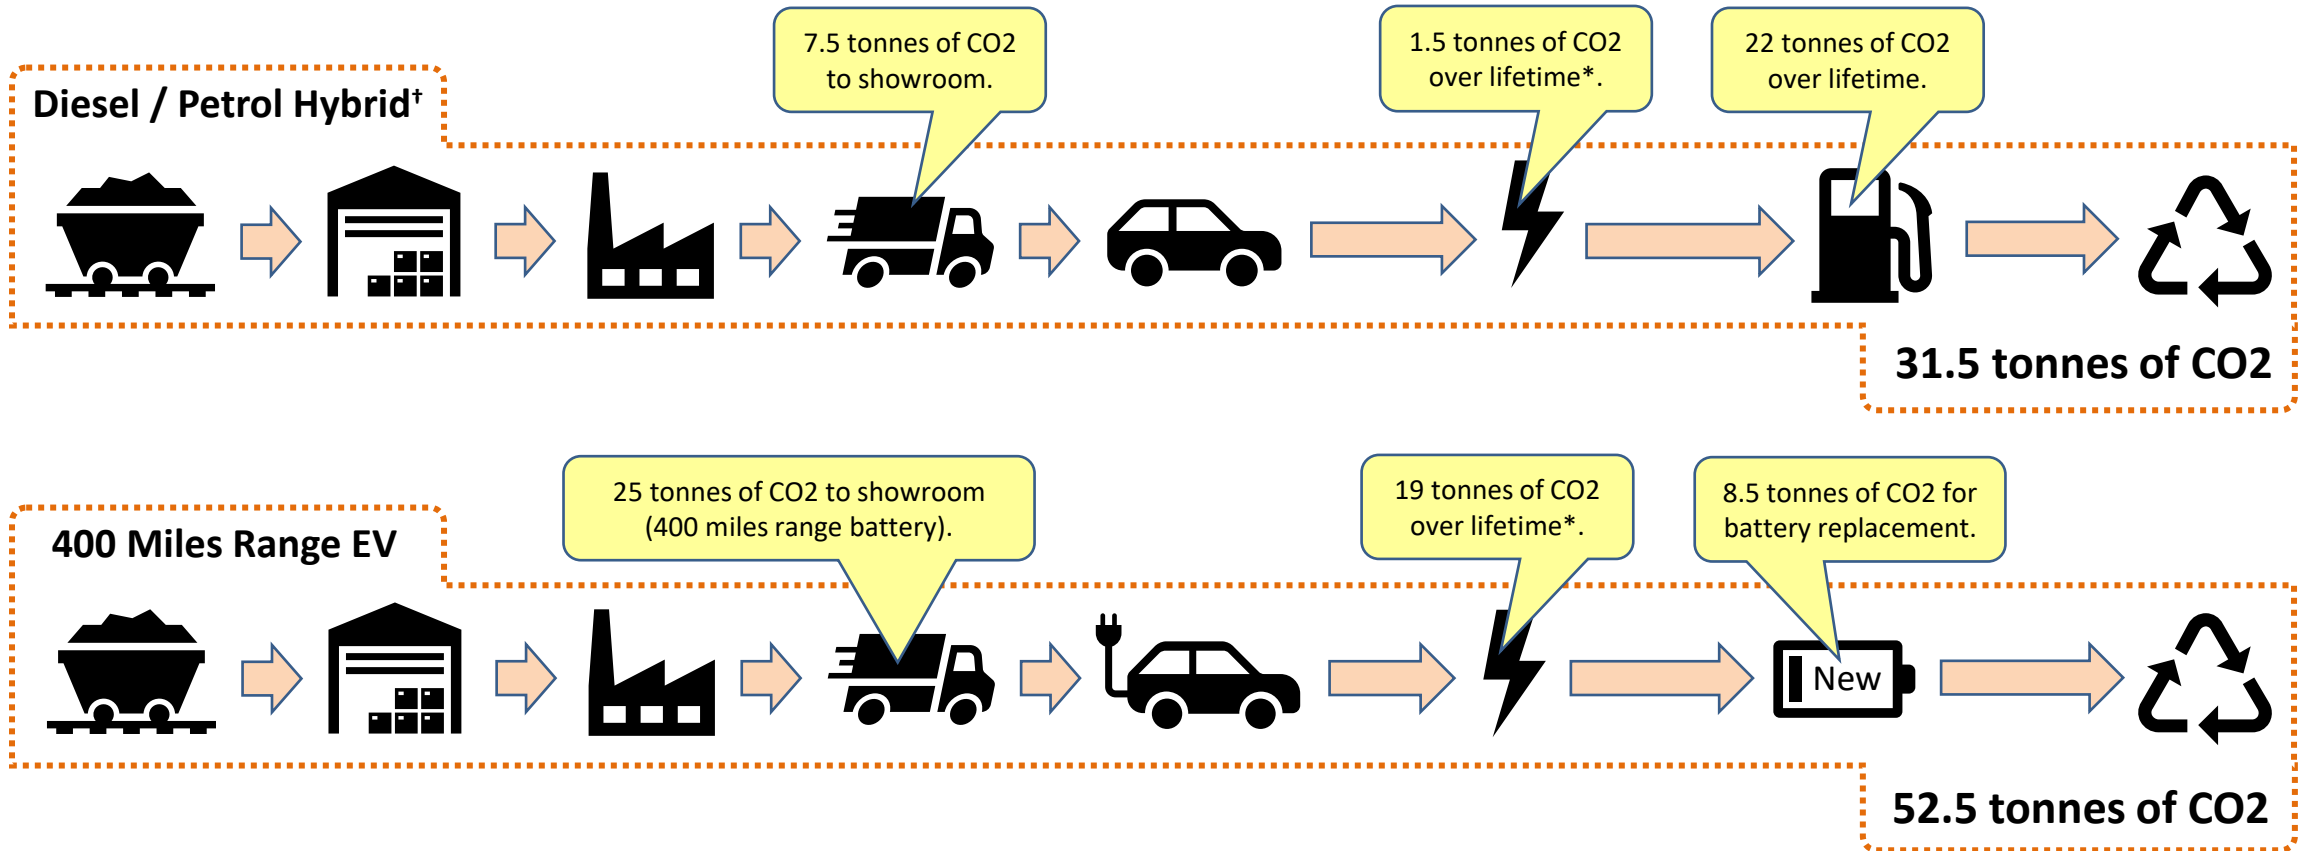 7.5 tonnes of CO2
to showroom.
1.5 tonnes of CO2
over lifetime*.
22 tonnes of CO2
over lifetime.
Diesel / Petrol Hybrid†
31.5 tonnes of CO2
25 tonnes of CO2 to showroom
(400 miles range battery).
19 tonnes of CO2
over lifetime*.
8.5 tonnes of CO2 for
battery replacement.
400 Miles Range EV
New
52.5 tonnes of CO2